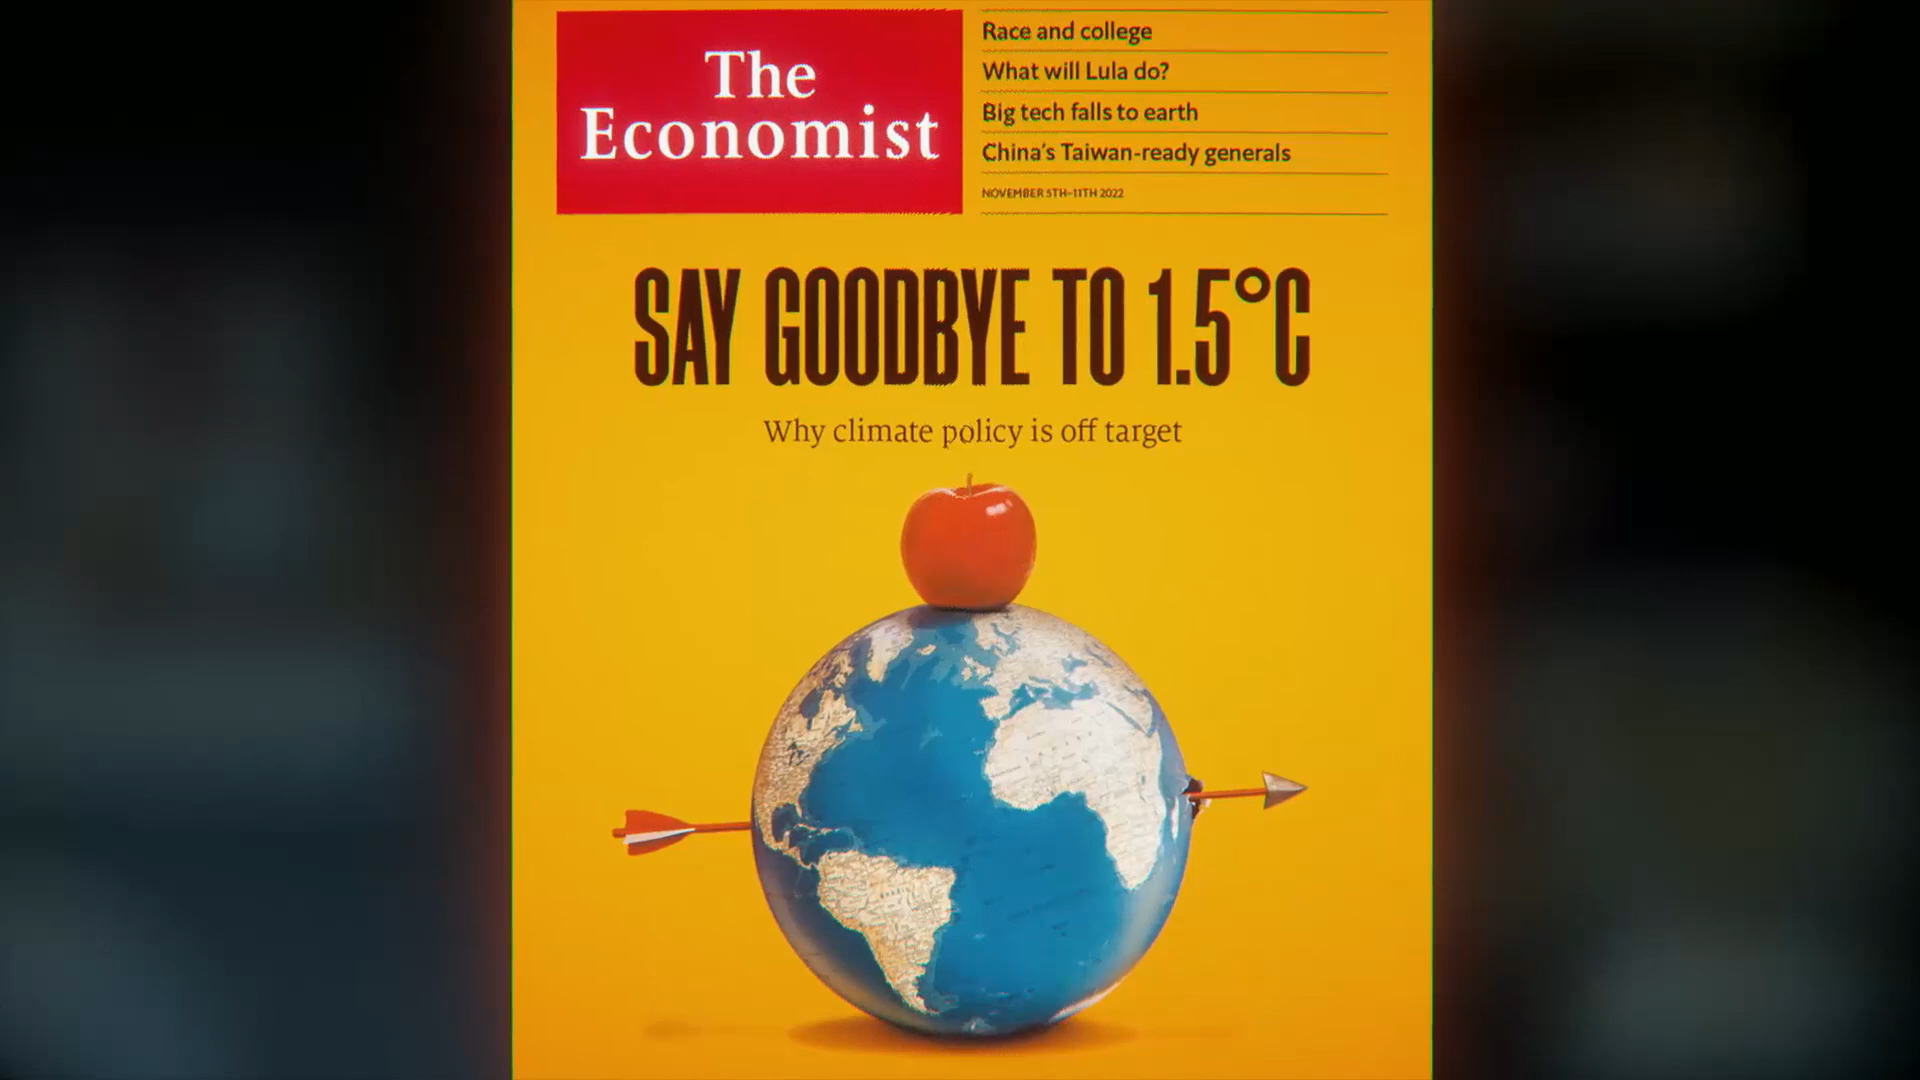 The
Economist
Race and college
What will Lula do?
Big tech falls to earth
China's Taiwan-ready generals
NOVEMBER 5TH–11TH 2022
SAY GOODBYE TO 1.5°C
Why climate policy is off target